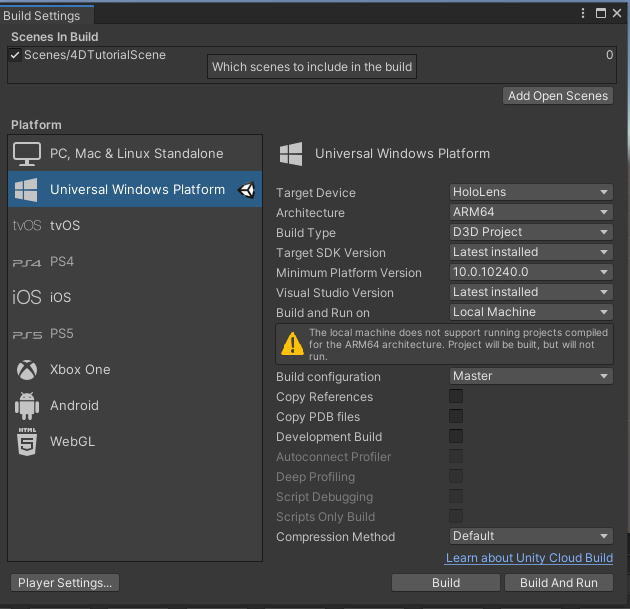 Build Settings
Scenes In Build
Scenes/4DTutorialScene 0
Which scenes to include in the build
Add Open Scenes
Platform
PC, Mac & Linux Standalone
Universal Windows Platform
tvOS tvOS
PS4 PS4
iOS iOS
PS5 PS5
Xbox One
Android
HTML 5 WebGL
Universal Windows Platform
Target Device HoloLens
Architecture ARM64
Build Type D3D Project
Target SDK Version Latest installed
Minimum Platform Version 10.0.10240.0
Visual Studio Version Latest installed
Build and Run on Local Machine
The local machine does not support running projects compiled
for the ARM64 architecture. Project will be built, but will not
run.
Build configuration Master
Copy References
Copy PDB files
Development Build
Autoconnect Profiler
Deep Profiling
Script Debugging
Scripts Only Build
Compression Method Default
Learn about Unity Cloud Build
Player Settings... Build Build And Run